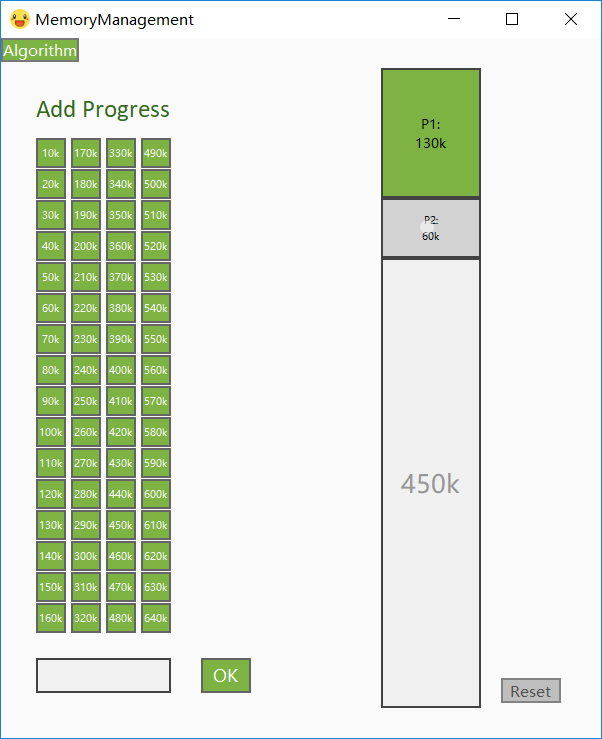 MemoryManagement
Algorithm
Add Progress
10k 170k 330k 490k
20k 180k 340k 500k
30k 190k 350k 510k
40k 200k 360k 520k
50k 210k 370k 530k
60k 220k 380k 540k
70k 230k 390k 550k
80k 240k 400k 560k
90k 250k 410k 570k
100k 260k 420k 580k
110k 270k 430k 590k
120k 280k 440k 600k
130k 290k 450k 610k
140k 300k 460k 620k
150k 310k 470k 630k
160k 320k 480k 640k
OK
P1:
130k
P2:
60k
450k
Reset